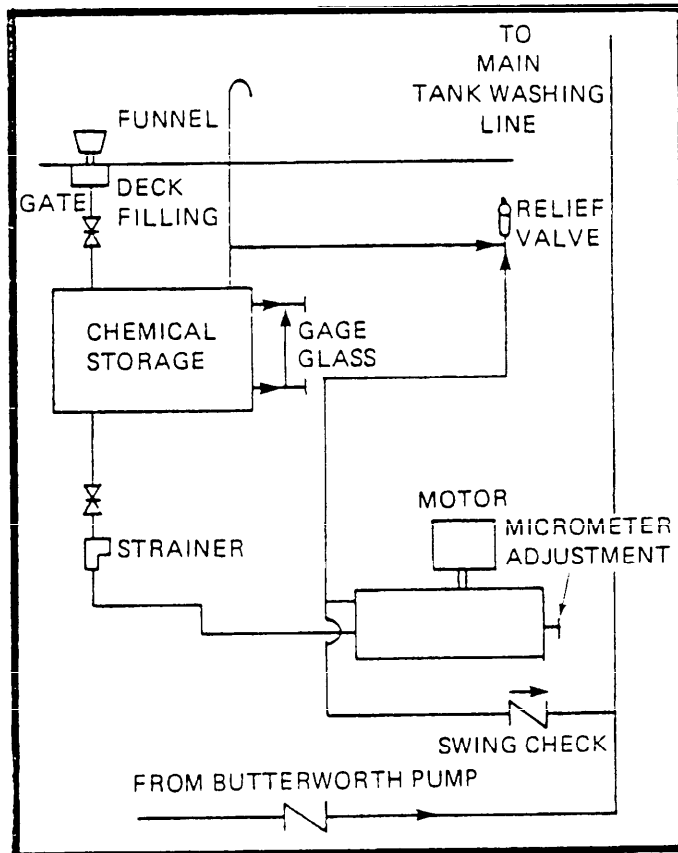 TO
MAIN
TANK WASHING
LINE
FUNNEL
GATE
DECK
FILLING
RELIEF
VALVE
CHEMICAL
STORAGE
GAGE
GLASS
MOTOR
MICROMETER
ADJUSTMENT
STRAINER
SWING CHECK
FROM BUTTERWORTH PUMP